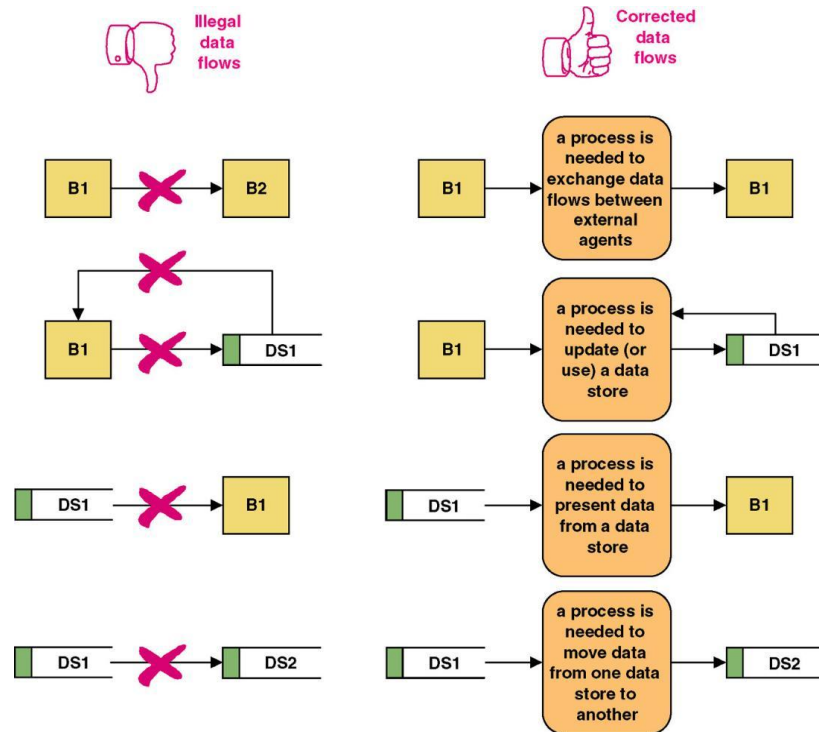 Illegal
data
flows
Corrected
data
flows
B1
B2
B1
a process is
needed to
exchange data
flows between
external
agents
B1
B1
DS1
B1
a process is
needed to
update (or
use) a data
store
DS1
DS1
B1
DS1
a process is
needed to
present data
from a data
store
B1
DS1
DS2
DS1
a process is
needed to
move data
from one data
store to
another
DS2